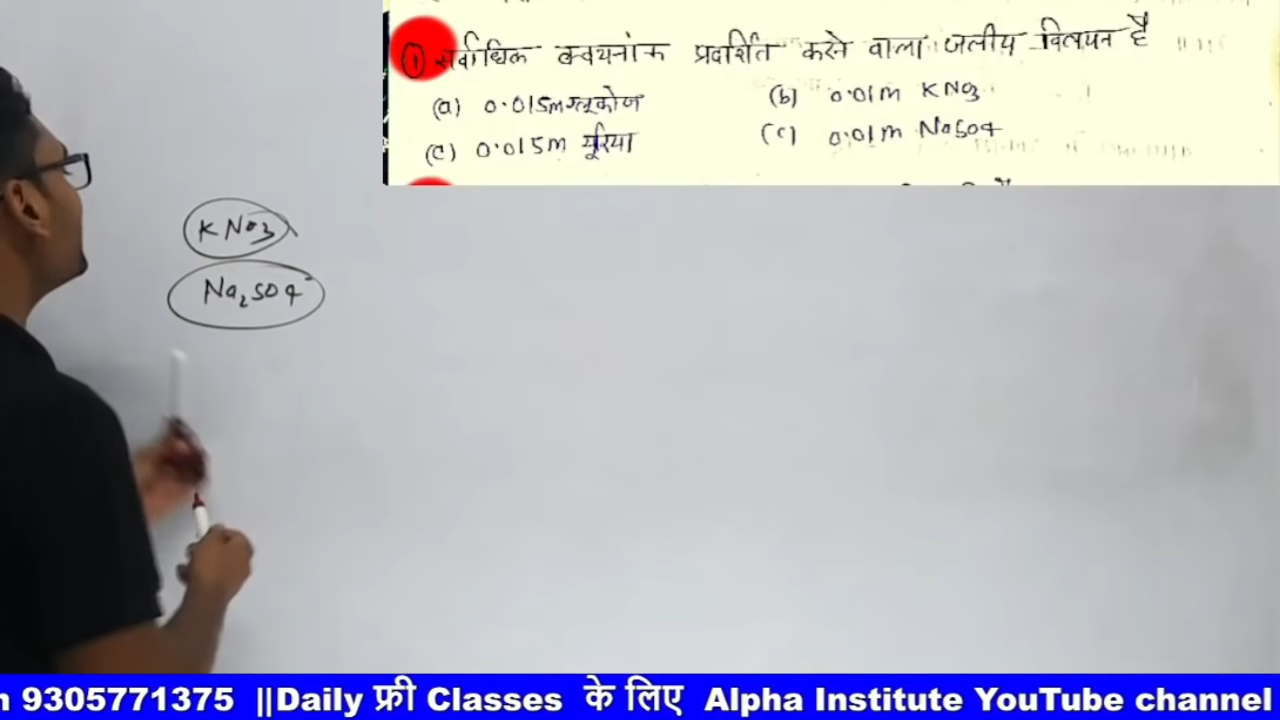 ① सर्वाधिक क्वथनांक प्रदर्शित करने वाला जलीय विलयन है
(a) 0.015m ग्लूकोज (b) 0.01m KNO3
(c) 0.015m यूरिया (c) 0.01m NaSO4
KNO3
Na2SO4
9305771375 ||Daily फ्री Classes के लिए Alpha Institute YouTube channel